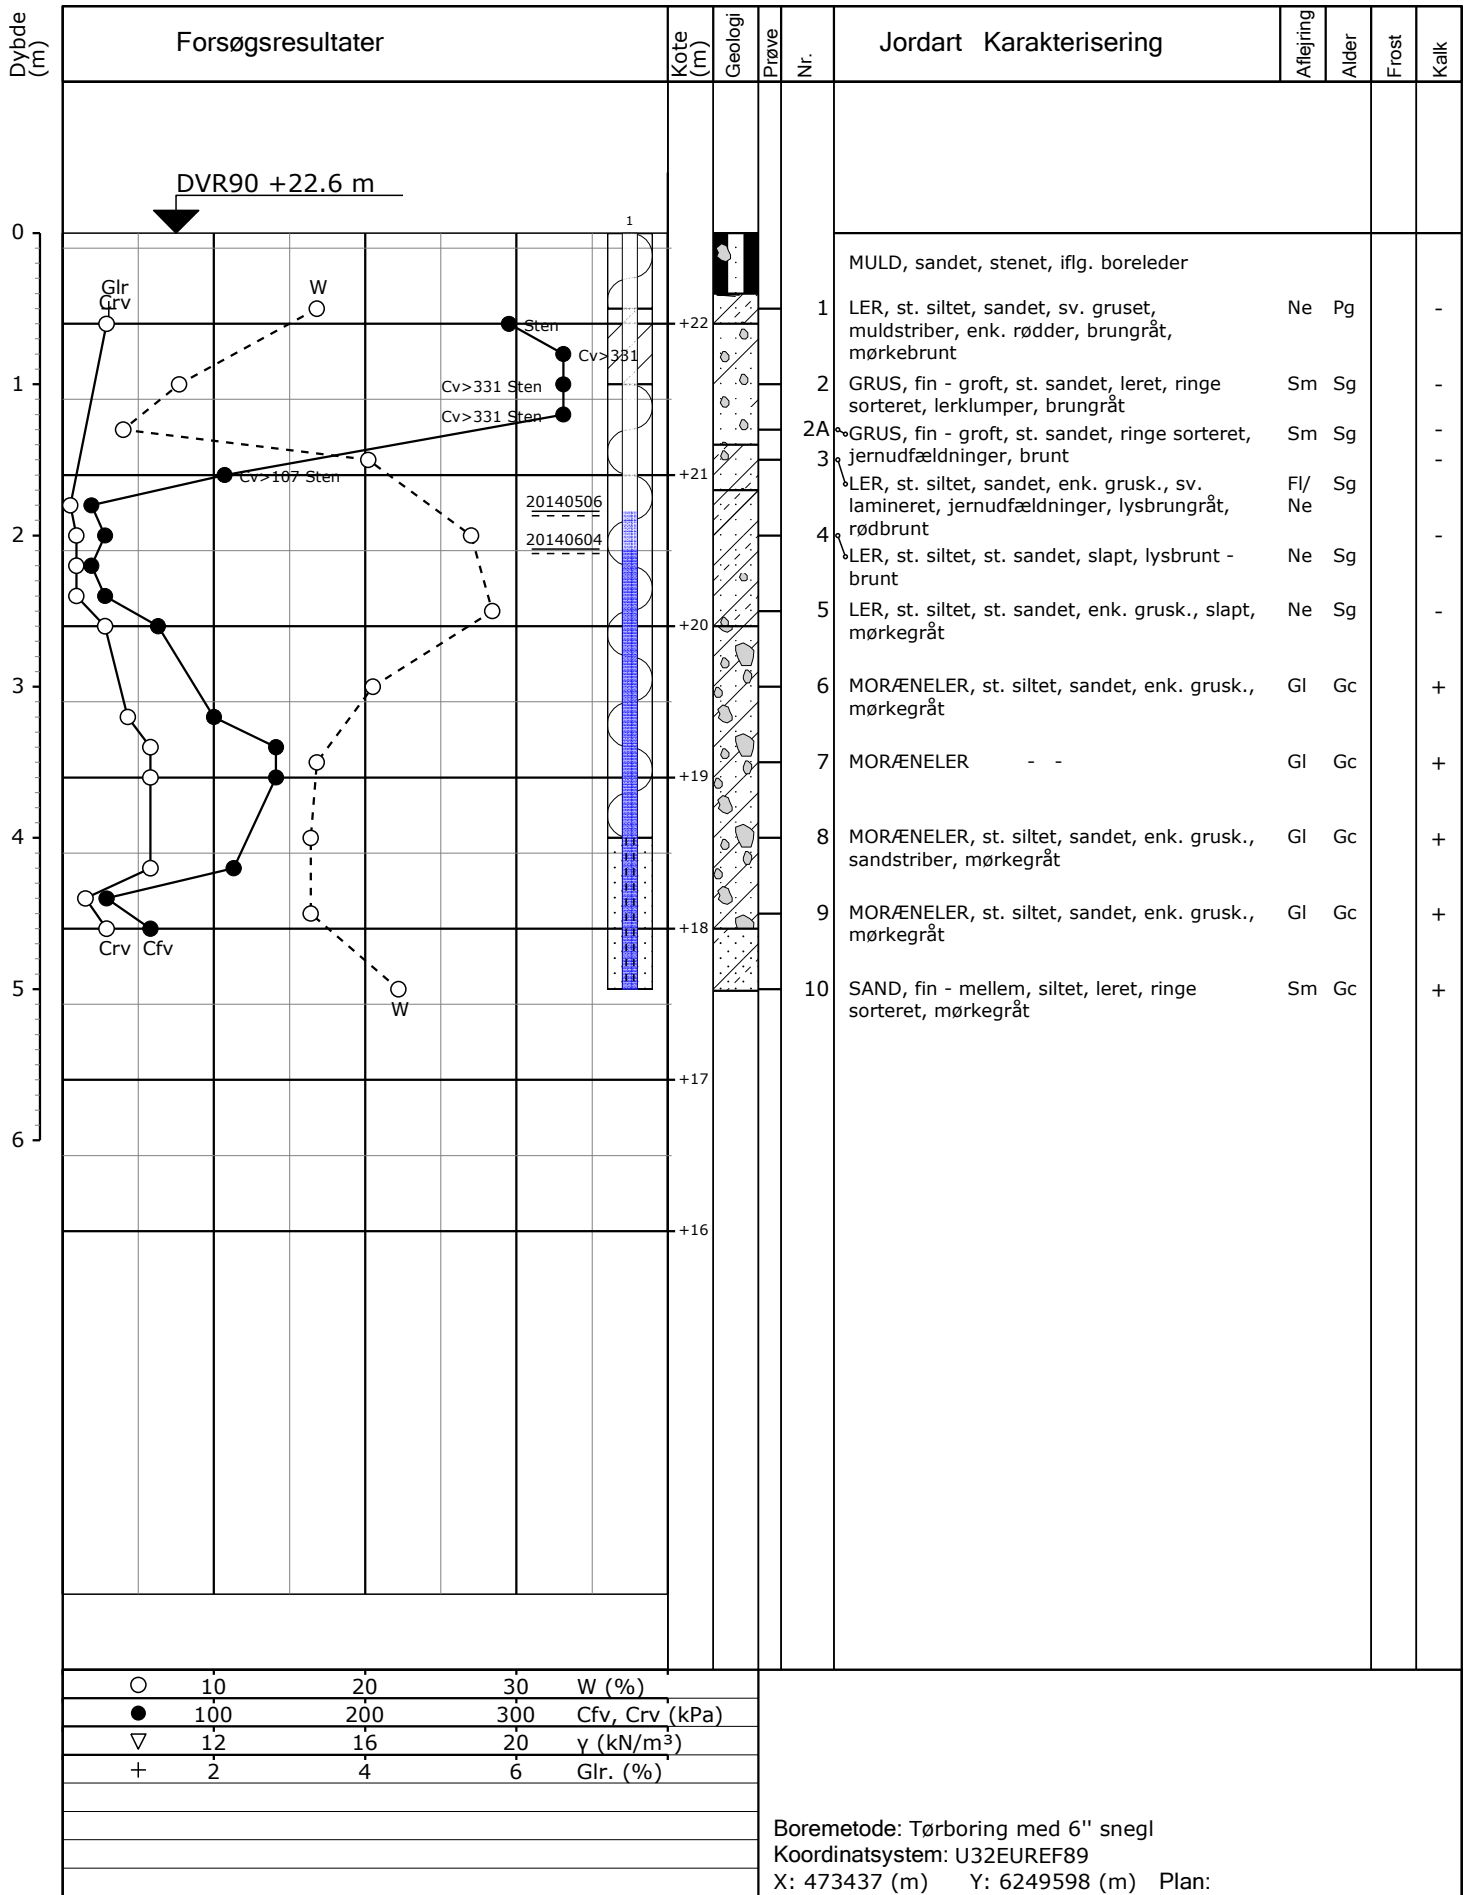 Dybde (m)
Forsøgsresultater
Kote (m)
Geologi
Prøve
Nr.
Jordart Karakterisering
Aflejring
Alder
Frost
Kalk
DVR90 +22.6 m
1
0
MULD, sandet, stenet, iflg. boreleder
Glr
Crv
W
1 LER, st. siltet, sandet, sv. gruset, Ne Pg -
muldstriber, enk. rødder, brungråt,
mørkebrunt
Sten
+22
Cv>331
1
Cv>331 Sten
2 GRUS, fin - groft, st. sandet, leret, ringe Sm Sg -
sorteret, lerklumper, brungråt
Cv>331 Sten
2A GRUS, fin - groft, st. sandet, ringe sorteret, Sm Sg -
jernudfældninger, brunt
3 LER, st. siltet, sandet, enk. grusk., sv. Fl/ Sg -
lamineret, jernudfældninger, lysbrungråt, Ne
rødbrunt
Cv>107 Sten
+21
20140506
2
20140604
4 LER, st. siltet, st. sandet, slapt, lysbrunt - Ne Sg -
brunt
5 LER, st. siltet, st. sandet, enk. grusk., slapt, Ne Sg -
mørkegråt
+20
3
6 MORÆNELER, st. siltet, sandet, enk. grusk., Gl Gc +
mørkegråt
7 MORÆNELER - - Gl Gc +
+19
4
8 MORÆNELER, st. siltet, sandet, enk. grusk., Gl Gc +
sandstriber, mørkegråt
9 MORÆNELER, st. siltet, sandet, enk. grusk., Gl Gc +
mørkegråt
+18
Crv Cfv
5
10 SAND, fin - mellem, siltet, leret, ringe Sm Gc +
sorteret, mørkegråt
W
+17
6
+16
10 20 30 W (%)
100 200 300 Cfv, Crv (kPa)
12 16 20 γ (kN/m³)
+ 2 4 6 Glr. (%)
Boremetode: Tørboring med 6'' snegl
Koordinatsystem: U32EUREF89
X: 473437 (m) Y: 6249598 (m) Plan: